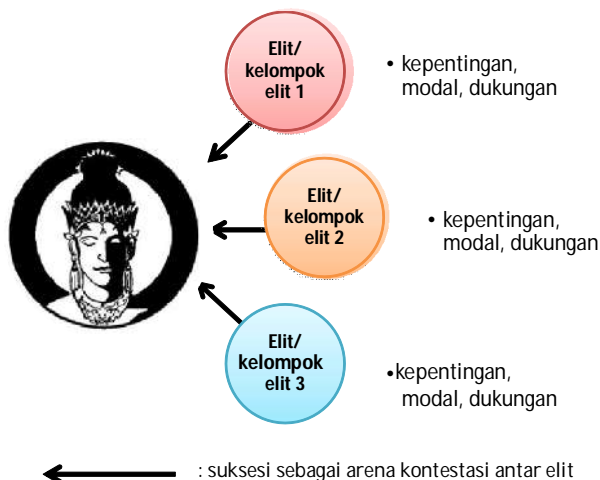 Elit/
kelompok
elit 1
• kepentingan,
modal, dukungan
Elit/
kelompok
elit 2
• kepentingan,
modal, dukungan
Elit/
kelompok
elit 3
•kepentingan,
modal, dukungan
: suksesi sebagai arena kontestasi antar elit